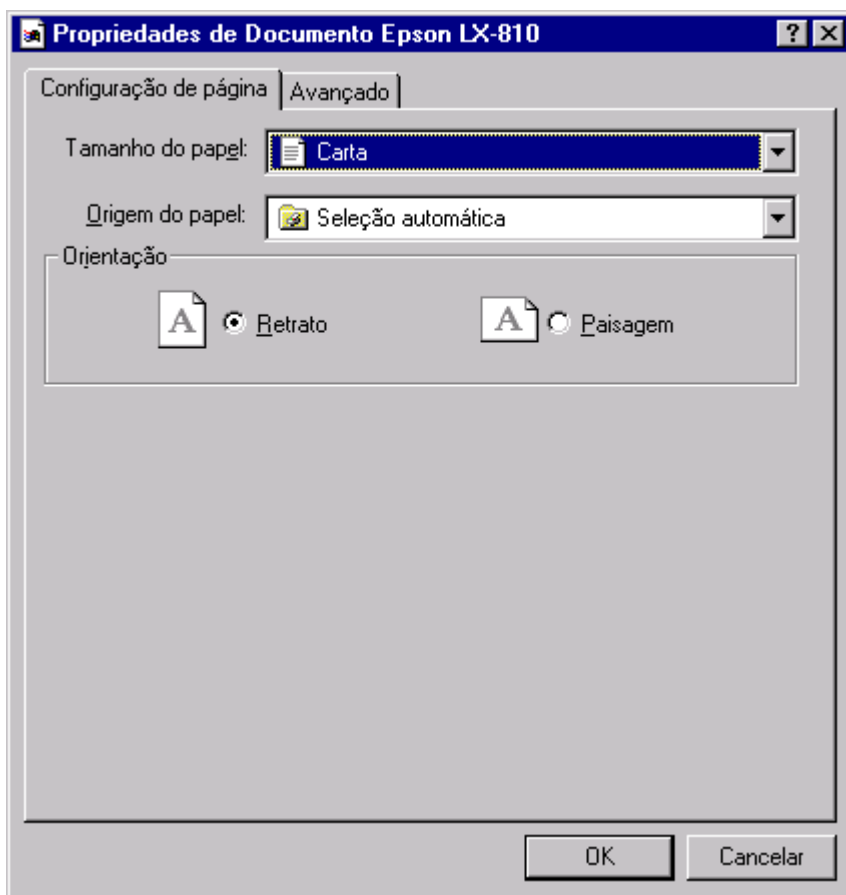 Propriedades de Documento Epson LX-810
Configuração de página
Avançado
Tamanho do papel: Carta
Origem do papel: Seleção automática
Orientação
A Retrato A Paisagem
OK Cancelar